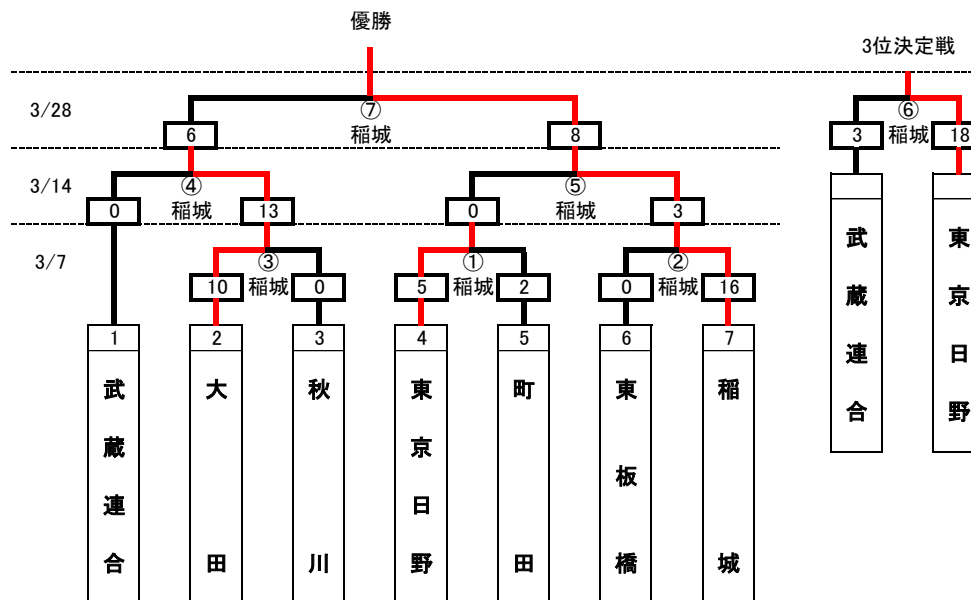 優勝
3位決定戦
3/28
⑦
稲城
6
8
⑥
稲城
3
18
3/14
④
稲城
0
13
⑤
稲城
0
3
3/7
③
稲城
10
0
①
稲城
5
2
②
稲城
0
16
1
武蔵連合
2
大田
3
秋川
4
東京日野
5
町田
6
東板橋
7
稲城
武蔵連合
東京日野